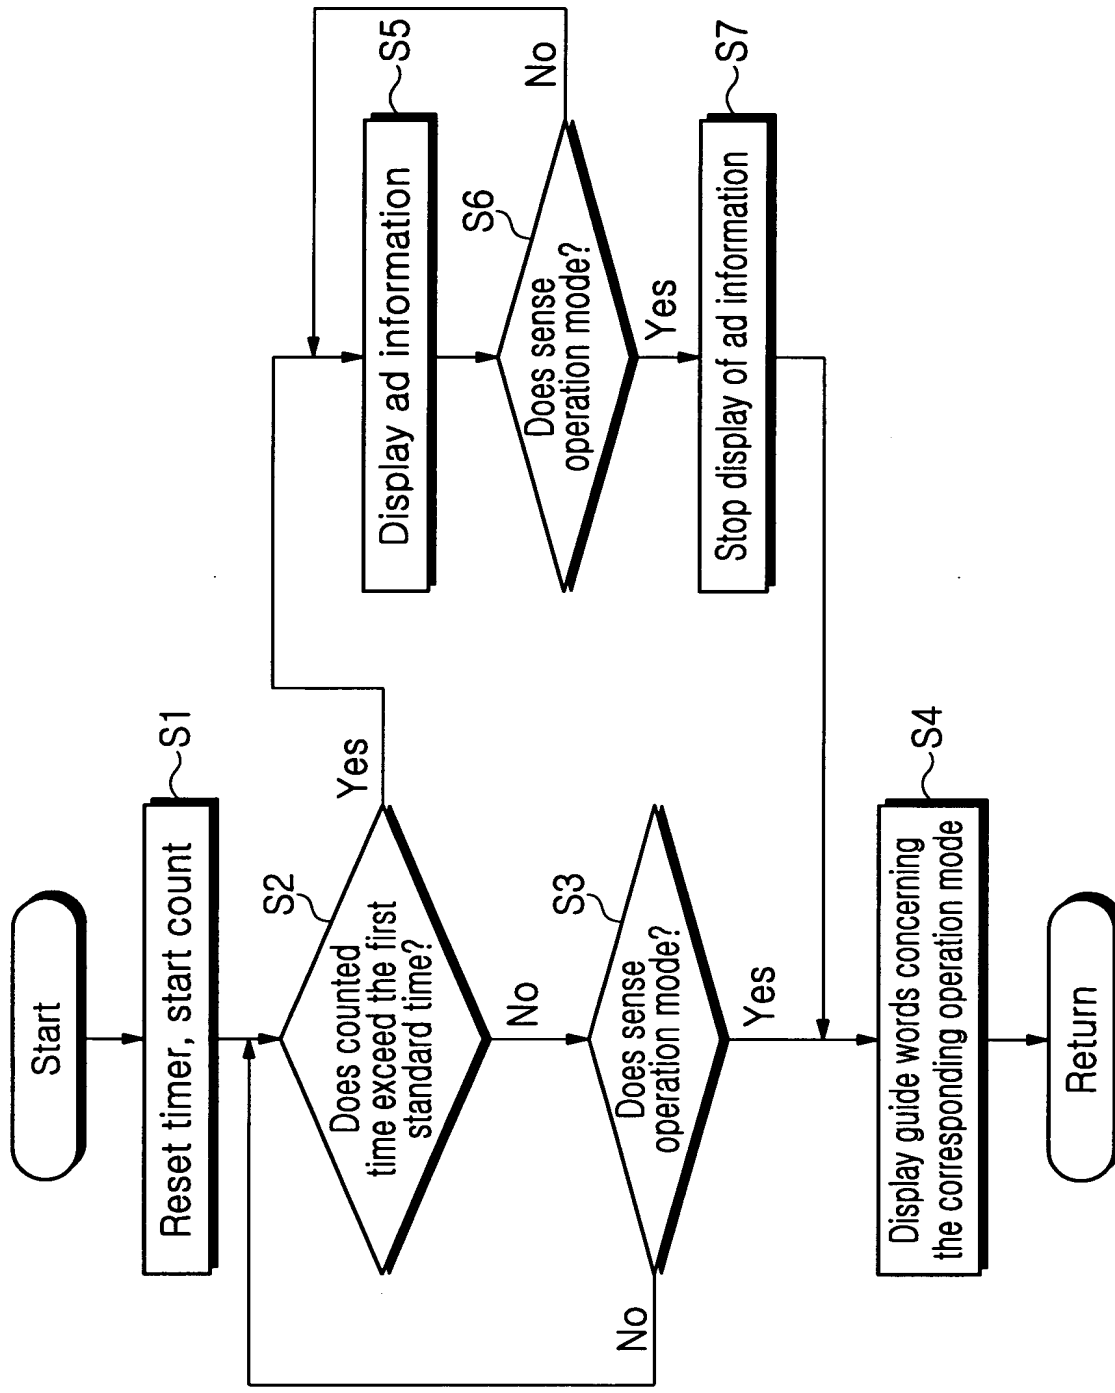 Start
Reset timer, start count
S1
Does counted
time exceed the first
standard time?
S2
Yes
No
Does sense
operation mode?
S3
No
Yes
Display guide words concerning
the corresponding operation mode
S4
Return
Display ad information
S5
Does sense
operation mode?
S6
No
Yes
Stop display of ad information
S7